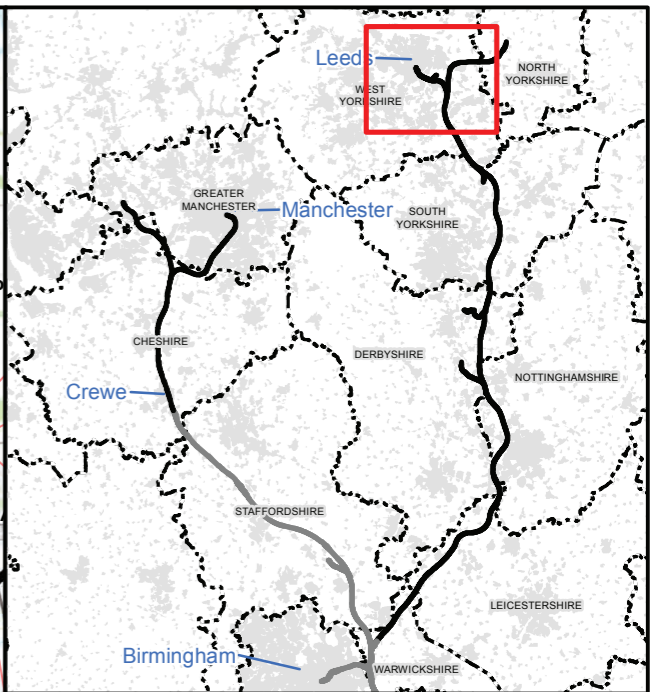 Leeds
NORTH
YORKSHIRE
WEST
YORKSHIRE
GREATER
MANCHESTER
Manchester
SOUTH
YORKSHIRE
CHESHIRE
DERBYSHIRE
NOTTINGHAMSHIRE
Crewe
STAFFORDSHIRE
LEICESTERSHIRE
Birmingham
WARWICKSHIRE